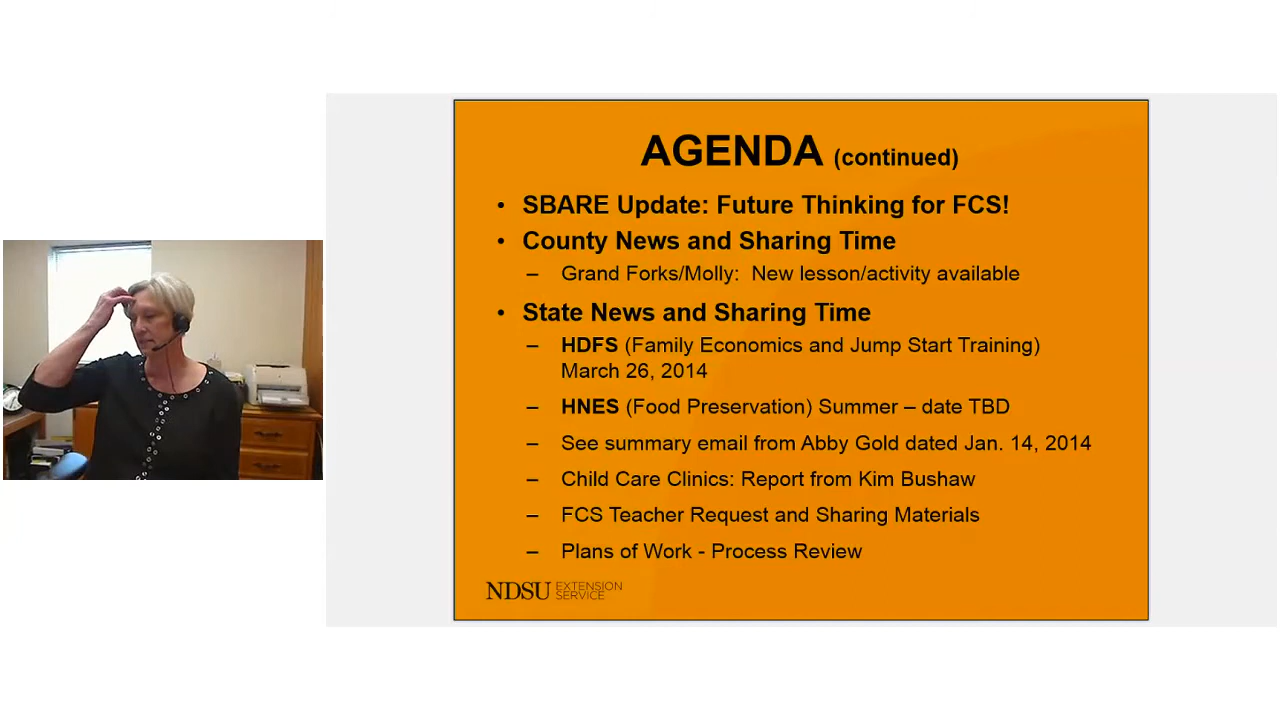 AGENDA (continued)
• SBARE Update: Future Thinking for FCS!
• County News and Sharing Time
– Grand Forks/Molly: New lesson/activity available
• State News and Sharing Time
– HDFS (Family Economics and Jump Start Training)
March 26, 2014
– HNES (Food Preservation) Summer – date TBD
– See summary email from Abby Gold dated Jan. 14, 2014
– Child Care Clinics: Report from Kim Bushaw
– FCS Teacher Request and Sharing Materials
– Plans of Work - Process Review
NDSU EXTENSION
SERVICE